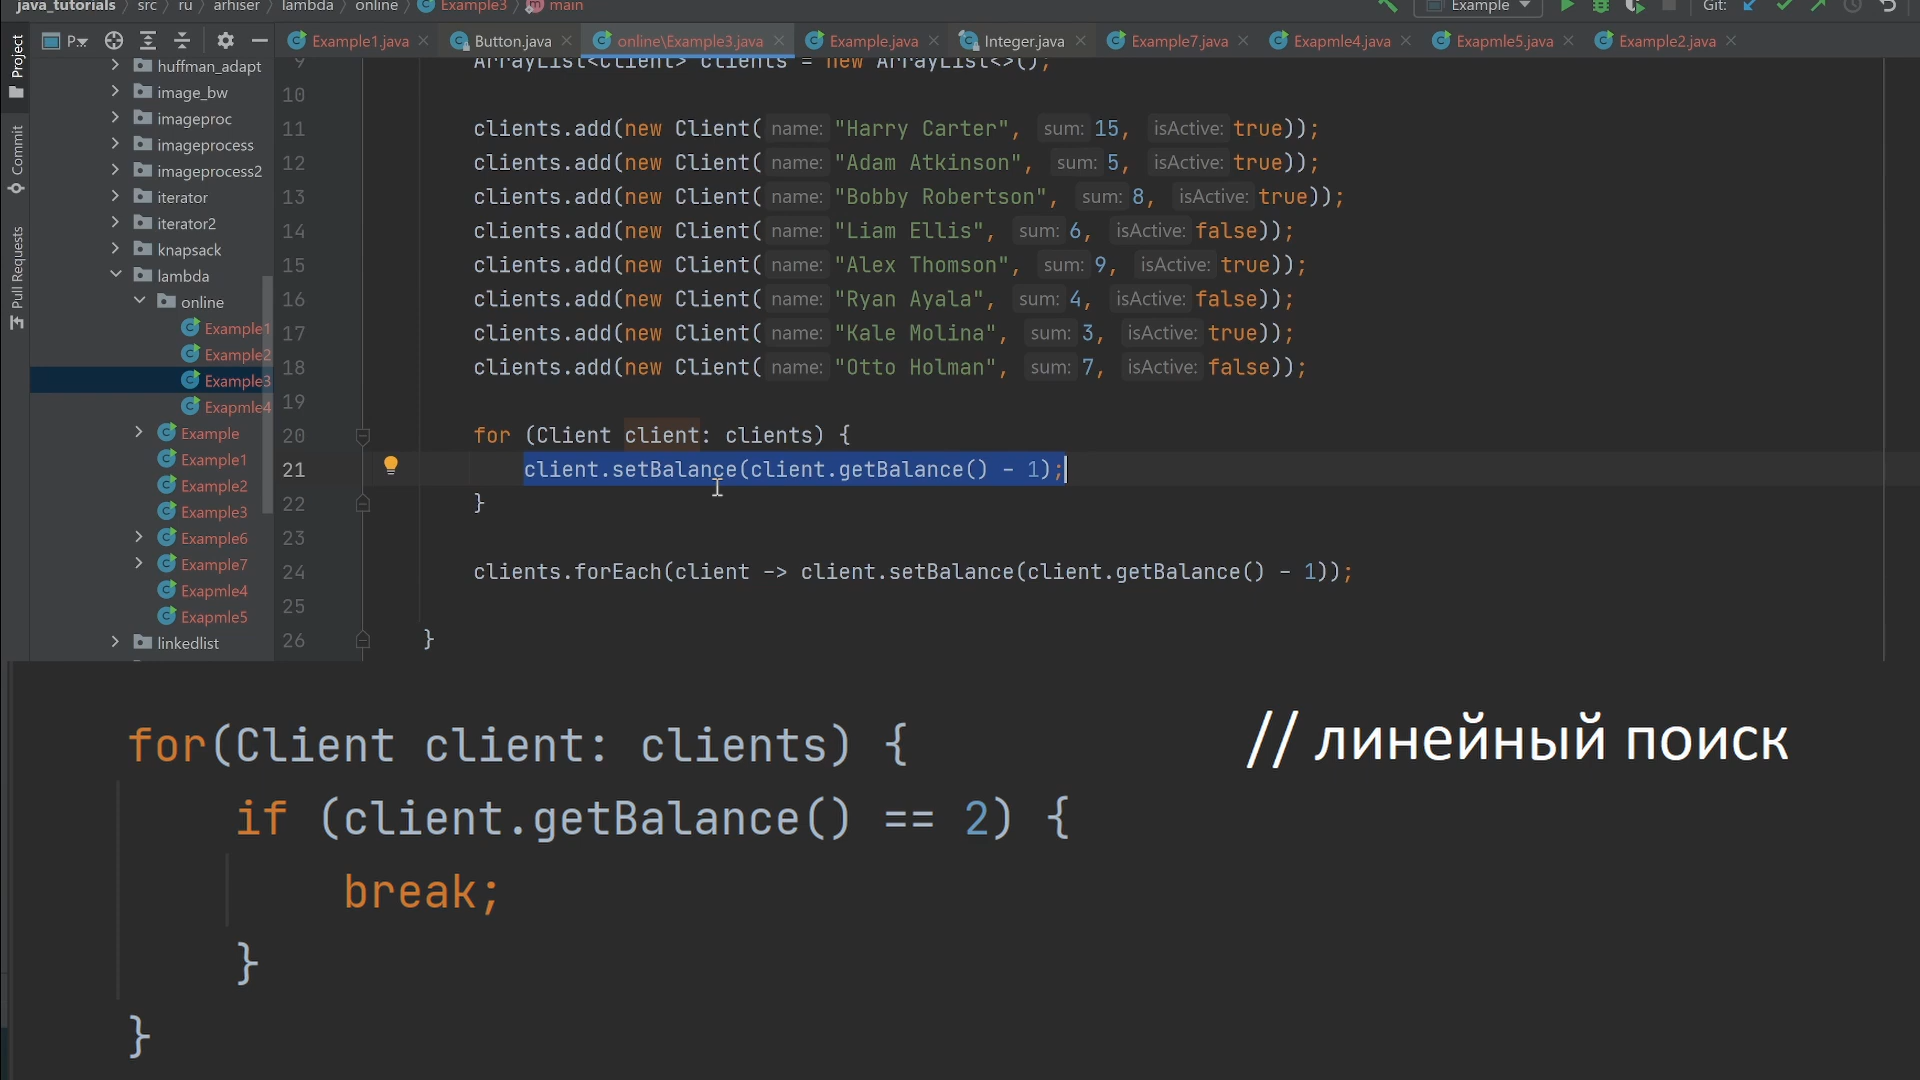 java_tutorials src ru arhiser lambda online Example3 main Example Git:
Project P... Example1.java Button.java online\Example3.java Example.java Integer.java Example7.java Exapmle4.java Exapmle5.java Example2.java
Commit
Pull Requests
huffman_adapt
image_bw
imageproc
imageprocess
imageprocess2
iterator
iterator2
knapsack
lambda
online
Example1
Example2
Example3
Exapmle4
Example
Example1
Example2
Example3
Example6
Example7
Exapmle4
Exapmle5
linkedlist
9 ArrayList<Client> clients = new ArrayList<>();
10
11 clients.add(new Client( name: "Harry Carter", sum: 15, isActive: true));
12 clients.add(new Client( name: "Adam Atkinson", sum: 5, isActive: true));
13 clients.add(new Client( name: "Bobby Robertson", sum: 8, isActive: true));
14 clients.add(new Client( name: "Liam Ellis", sum: 6, isActive: false));
15 clients.add(new Client( name: "Alex Thomson", sum: 9, isActive: true));
16 clients.add(new Client( name: "Ryan Ayala", sum: 4, isActive: false));
17 clients.add(new Client( name: "Kale Molina", sum: 3, isActive: true));
18 clients.add(new Client( name: "Otto Holman", sum: 7, isActive: false));
19
20 for (Client client: clients) {
21 client.setBalance(client.getBalance() - 1);
22 }
23
24 clients.forEach(client -> client.setBalance(client.getBalance() - 1));
25
26 }
for(Client client: clients) { // линейный поиск
if (client.getBalance() == 2) {
break;
}
}